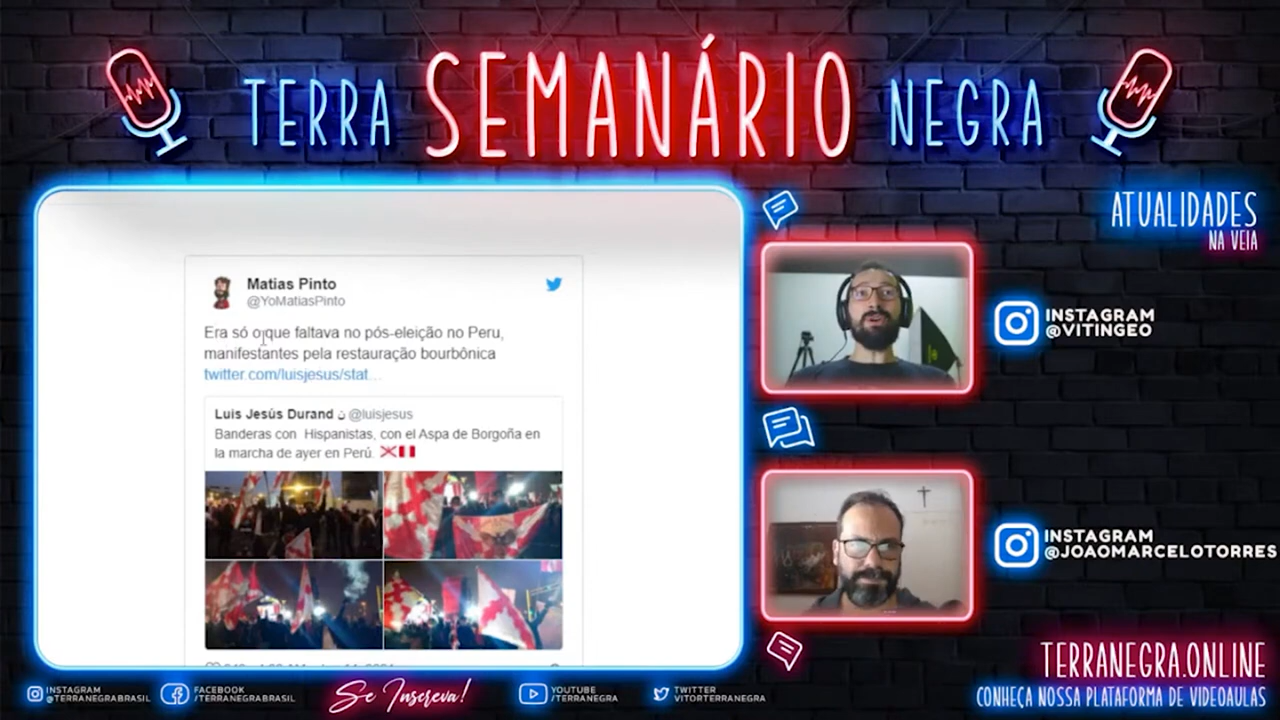 TERRA SEMANÁRIO NEGRA
ATUALIDADES
NA VEIA
Matias Pinto
@YoMatiasPinto
Era só o que faltava no pós-eleição no Peru,
manifestantes pela restauração bourbônica
twitter.com/luisjesus/stat…
Luis Jesús Durand @luisjesus
Banderas con Hispanistas, con el Aspa de Borgoña en
la marcha de ayer en Perú.
INSTAGRAM
@VITINGEO
INSTAGRAM
@JOAOMARCELOTORRES
TERRANEGRA.ONLINE
CONHEÇA NOSSA PLATAFORMA DE VIDEOAULAS
INSTAGRAM
@TERRANEGRABRASIL
FACEBOOK
/TERRANEGRABRASIL
Se Inscreva!
YOUTUBE
/TERRANEGRA
TWITTER
VITORTERRANEGRA